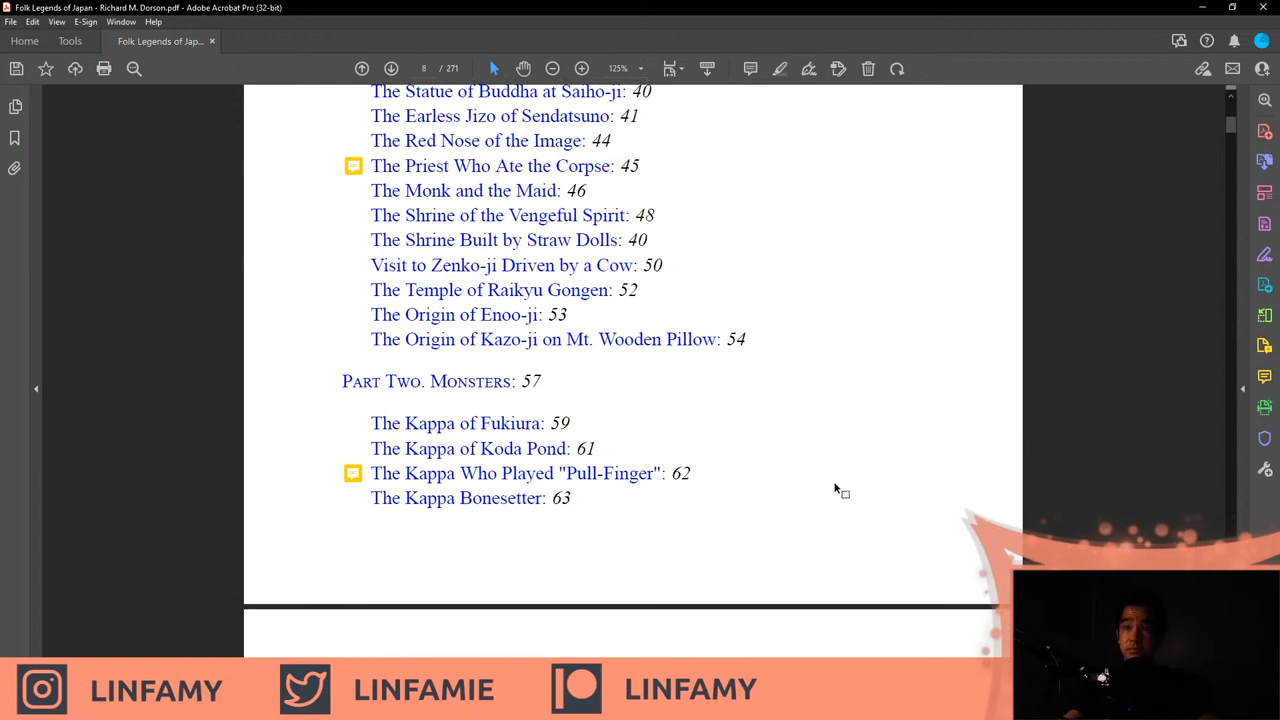 Folk Legends of Japan - Richard M. Dorson.pdf - Adobe Acrobat Pro (32-bit)
File Edit View E-Sign Window Help
Home Tools Folk Legends of Jap... ×
8 / 271 125%
The Statue of Buddha at Saiho-ji: 40
The Earless Jizo of Sendatsuno: 41
The Red Nose of the Image: 44
The Priest Who Ate the Corpse: 45
The Monk and the Maid: 46
The Shrine of the Vengeful Spirit: 48
The Shrine Built by Straw Dolls: 40
Visit to Zenko-ji Driven by a Cow: 50
The Temple of Raikyu Gongen: 52
The Origin of Enoo-ji: 53
The Origin of Kazo-ji on Mt. Wooden Pillow: 54
PART TWO. MONSTERS: 57
The Kappa of Fukiura: 59
The Kappa of Koda Pond: 61
The Kappa Who Played "Pull-Finger": 62
The Kappa Bonesetter: 63
LINFAMY LINFAMIE LINFAMY